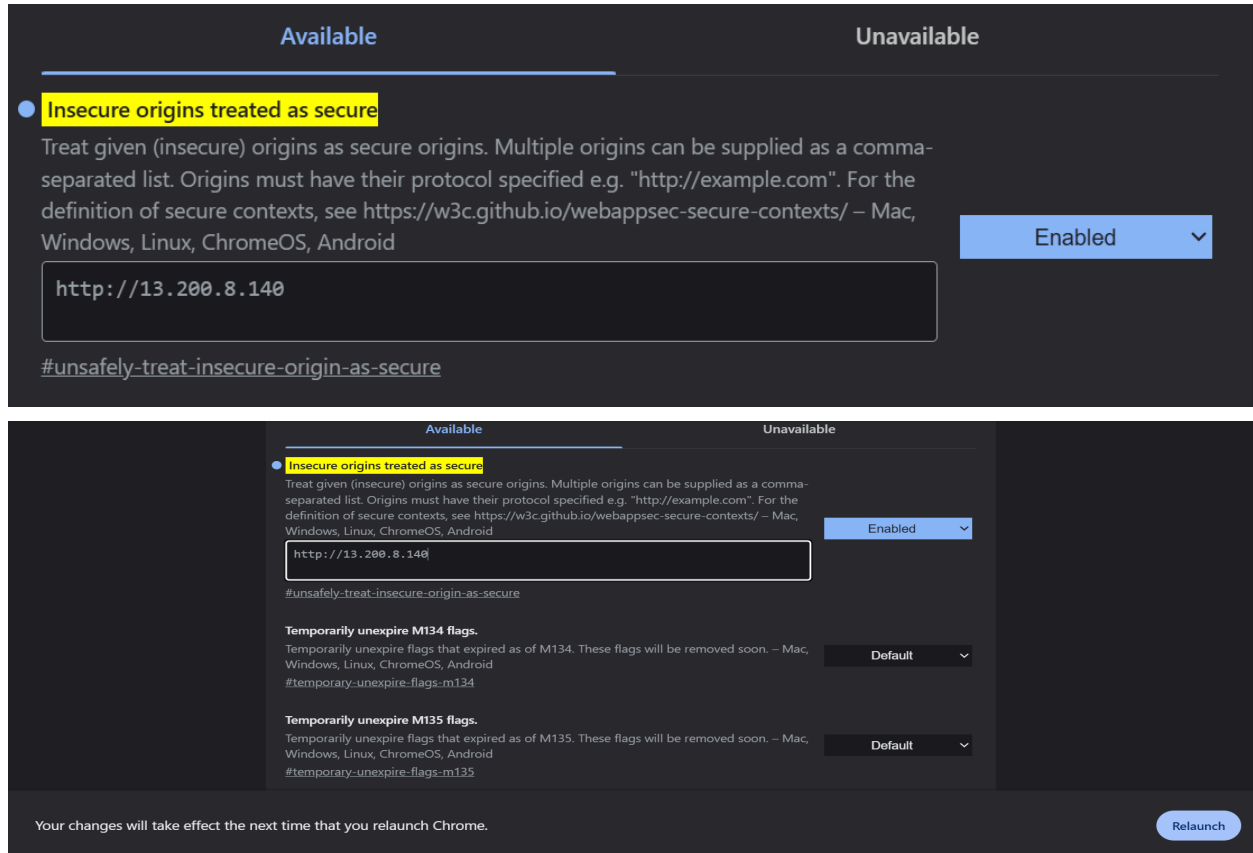 Available Unavailable
Insecure origins treated as secure
Treat given (insecure) origins as secure origins. Multiple origins can be supplied as a comma-
separated list. Origins must have their protocol specified e.g. "http://example.com". For the
definition of secure contexts, see https://w3c.github.io/webappsec-secure-contexts/ – Mac,
Windows, Linux, ChromeOS, Android
Enabled
http://13.200.8.140
#unsafely-treat-insecure-origin-as-secure
Available Unavailable
Insecure origins treated as secure
Treat given (insecure) origins as secure origins. Multiple origins can be supplied as a comma-
separated list. Origins must have their protocol specified e.g. "http://example.com". For the
definition of secure contexts, see https://w3c.github.io/webappsec-secure-contexts/ – Mac,
Windows, Linux, ChromeOS, Android
Enabled
http://13.200.8.140
#unsafely-treat-insecure-origin-as-secure
Temporarily unexpire M134 flags.
Temporarily unexpire flags that expired as of M134. These flags will be removed soon. – Mac,
Windows, Linux, ChromeOS, Android
Default
#temporary-unexpire-flags-m134
Temporarily unexpire M135 flags.
Temporarily unexpire flags that expired as of M135. These flags will be removed soon. – Mac,
Windows, Linux, ChromeOS, Android
Default
#temporary-unexpire-flags-m135
Your changes will take effect the next time that you relaunch Chrome.
Relaunch